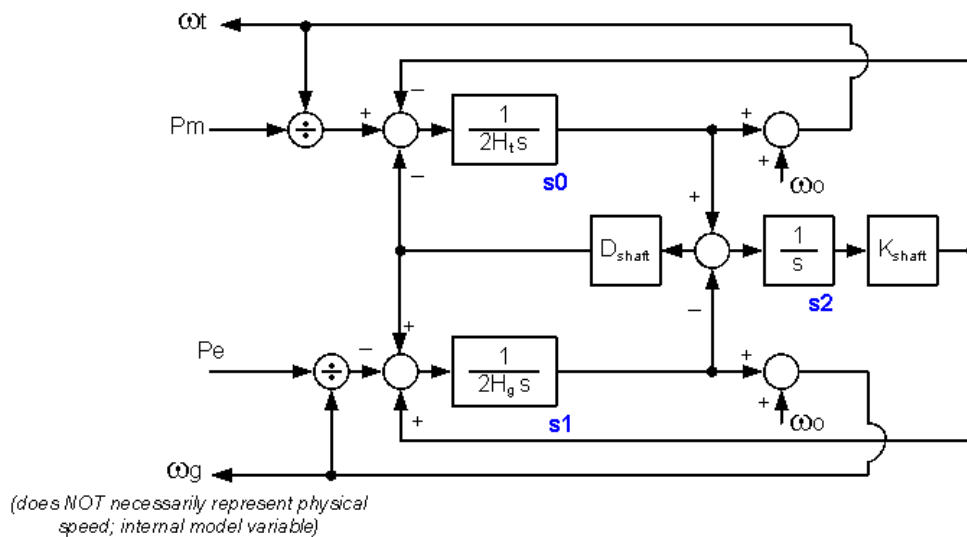 ωt
Pm
÷
+
−
−
1
2Hₜs
s0
+
+
ωo
+
−
Dshaft
1
s
s2
Kshaft
Pe
÷
−
+
+
1
2Hg s
s1
+
+
ωo
ωg
(does NOT necessarily represent physical
speed; internal model variable)